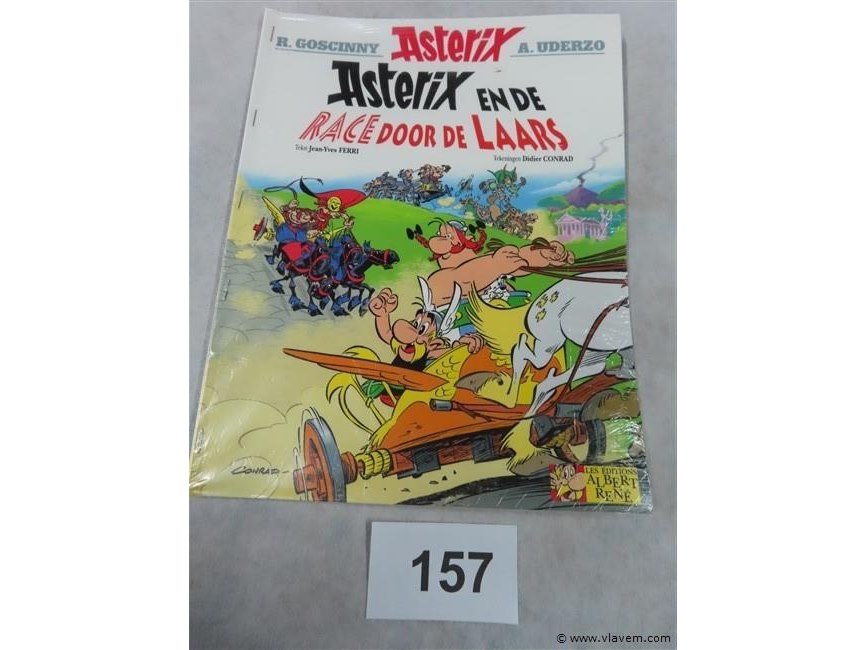 R. GOSCINNY Asterix A. UDERZO
Asterix EN DE
RACE DOOR DE LAARS
Tekst Jean-Yves FERRI Tekeningen Didier CONRAD
CONRAD
LES ÉDITIONS
ALBERT
RENÉ
157
© www.vlavem.com